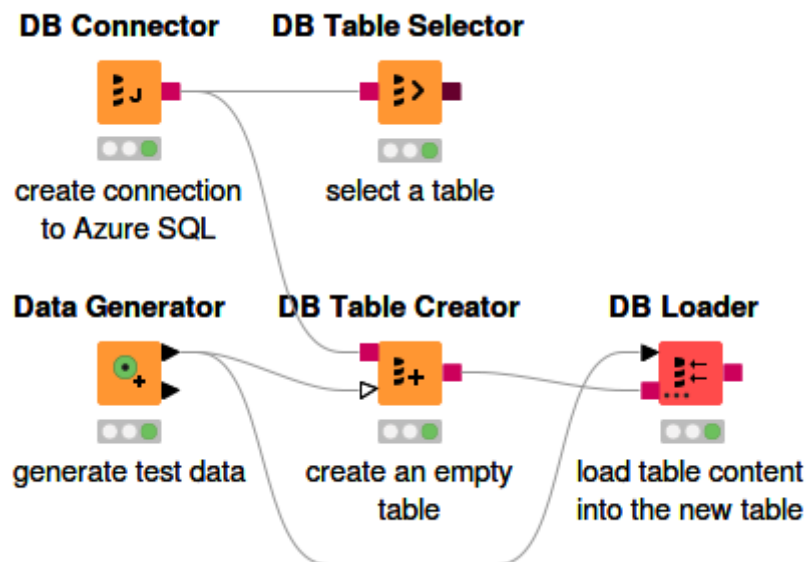 DB Connector
DB Table Selector
create connection
to Azure SQL
select a table
Data Generator
DB Table Creator
DB Loader
generate test data
create an empty
table
load table content
into the new table